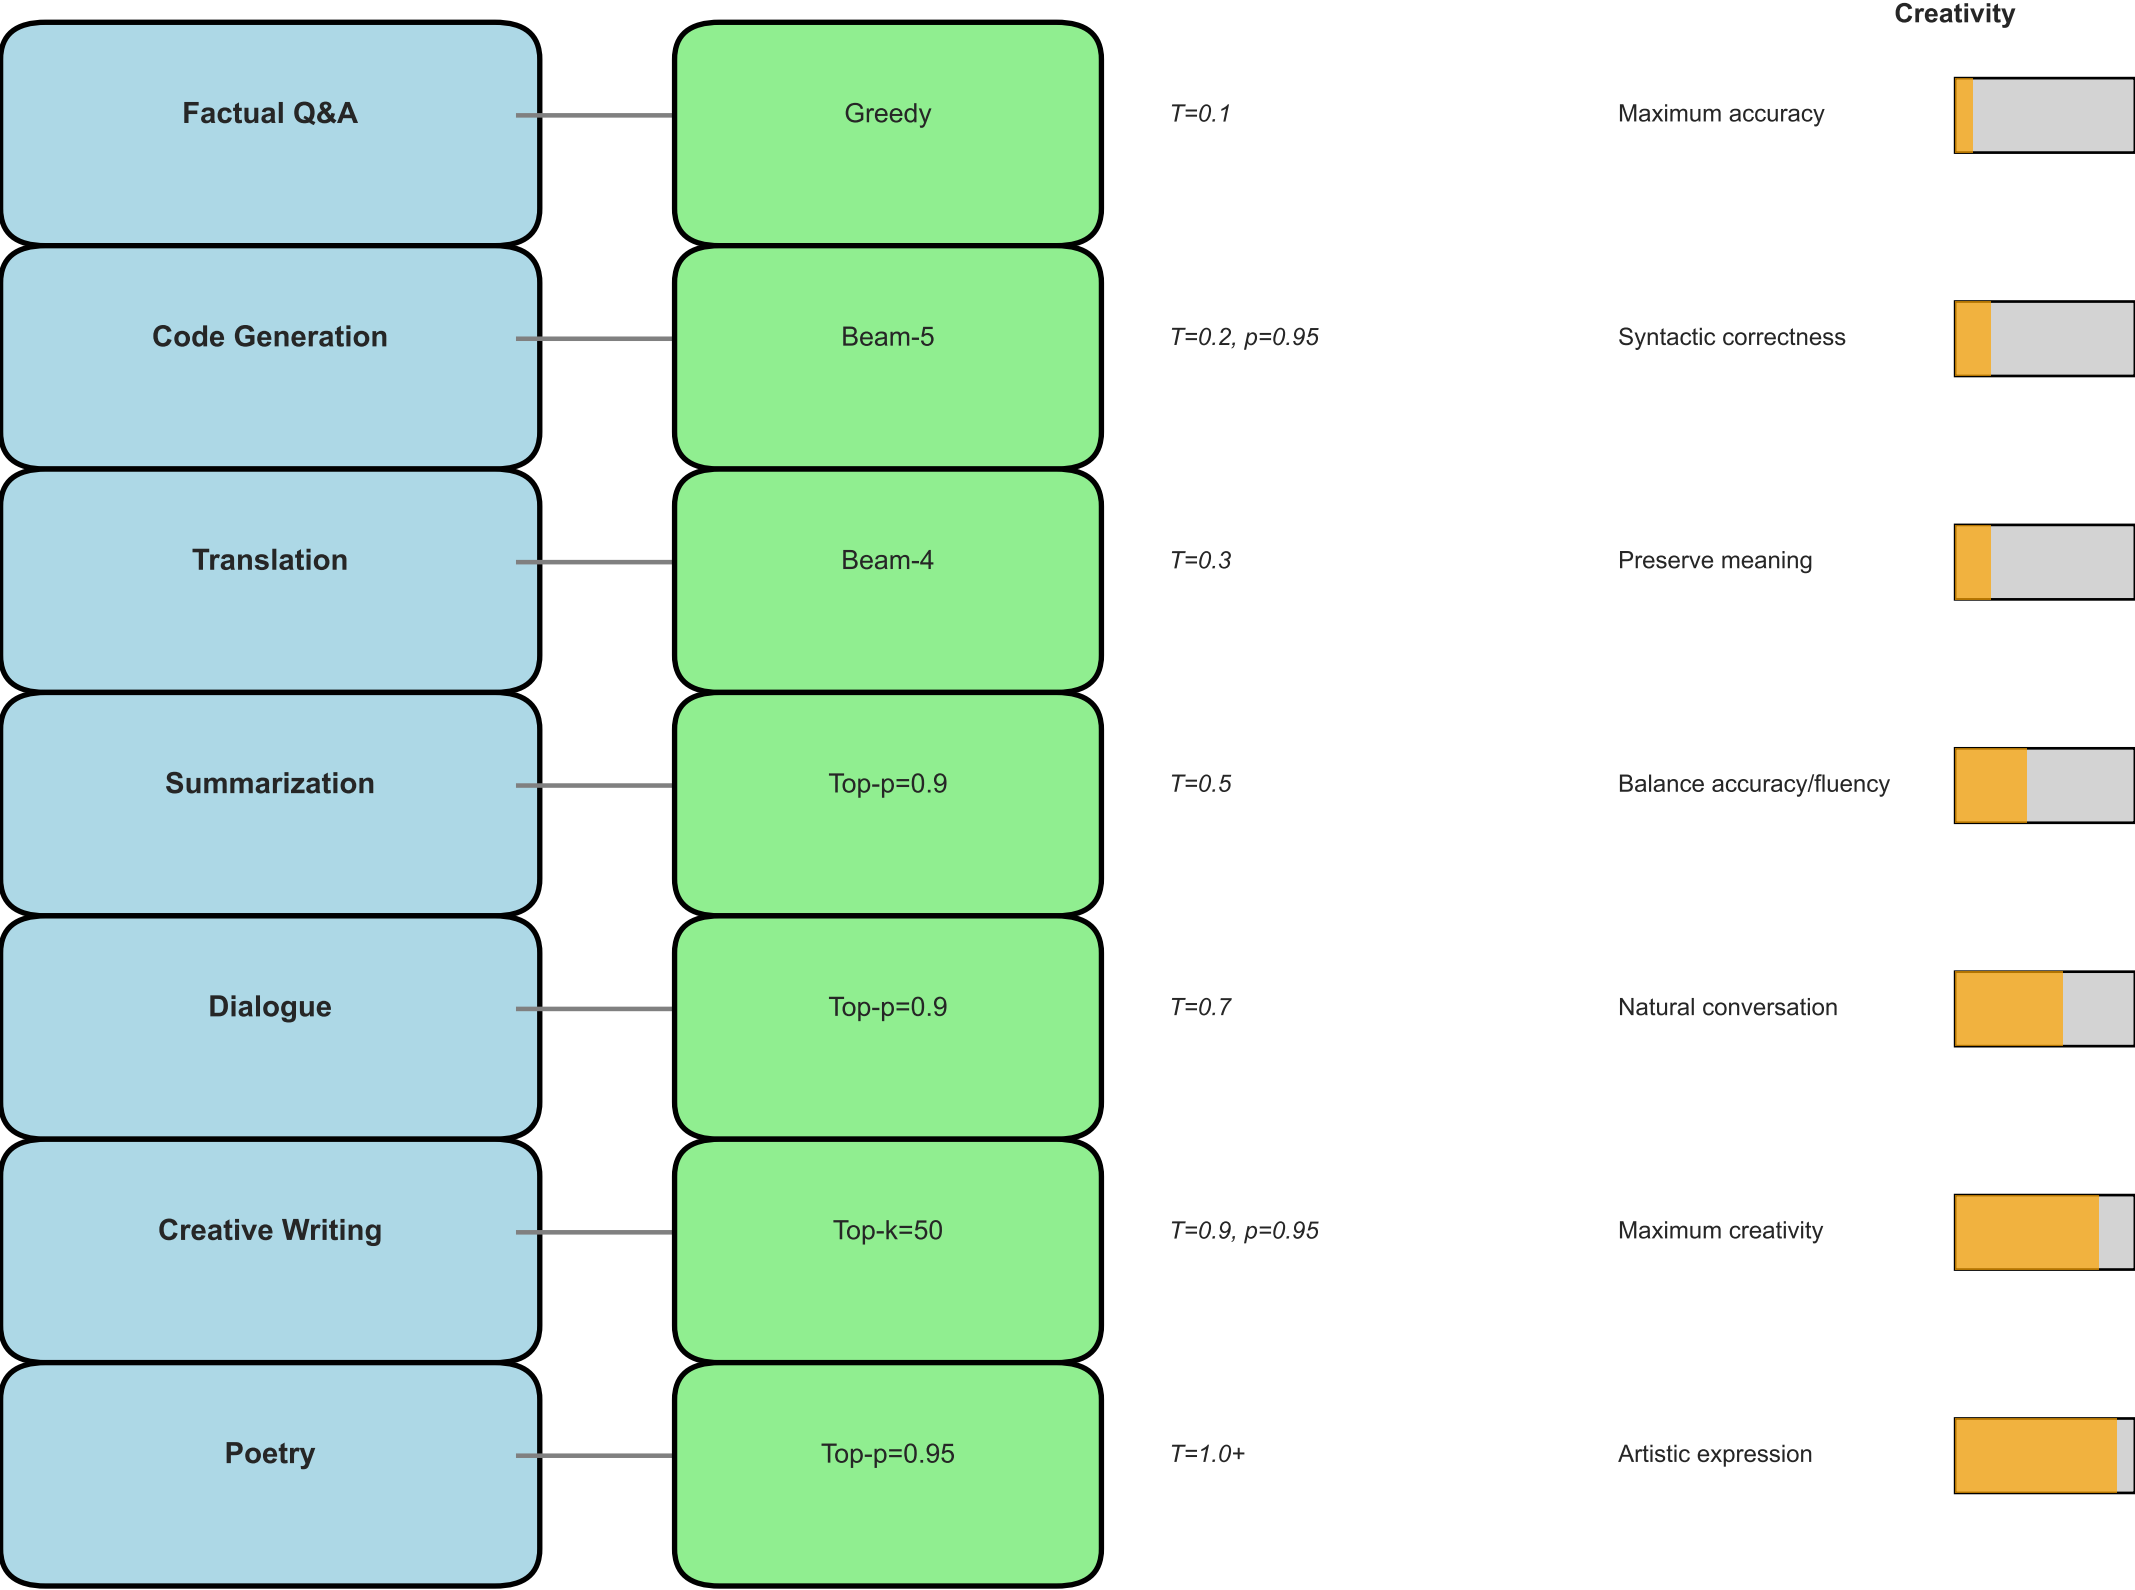 Creativity
Factual Q&A
Greedy
T=0.1
Maximum accuracy
Code Generation
Beam-5
T=0.2, p=0.95
Syntactic correctness
Translation
Beam-4
T=0.3
Preserve meaning
Summarization
Top-p=0.9
T=0.5
Balance accuracy/fluency
Dialogue
Top-p=0.9
T=0.7
Natural conversation
Creative Writing
Top-k=50
T=0.9, p=0.95
Maximum creativity
Poetry
Top-p=0.95
T=1.0+
Artistic expression